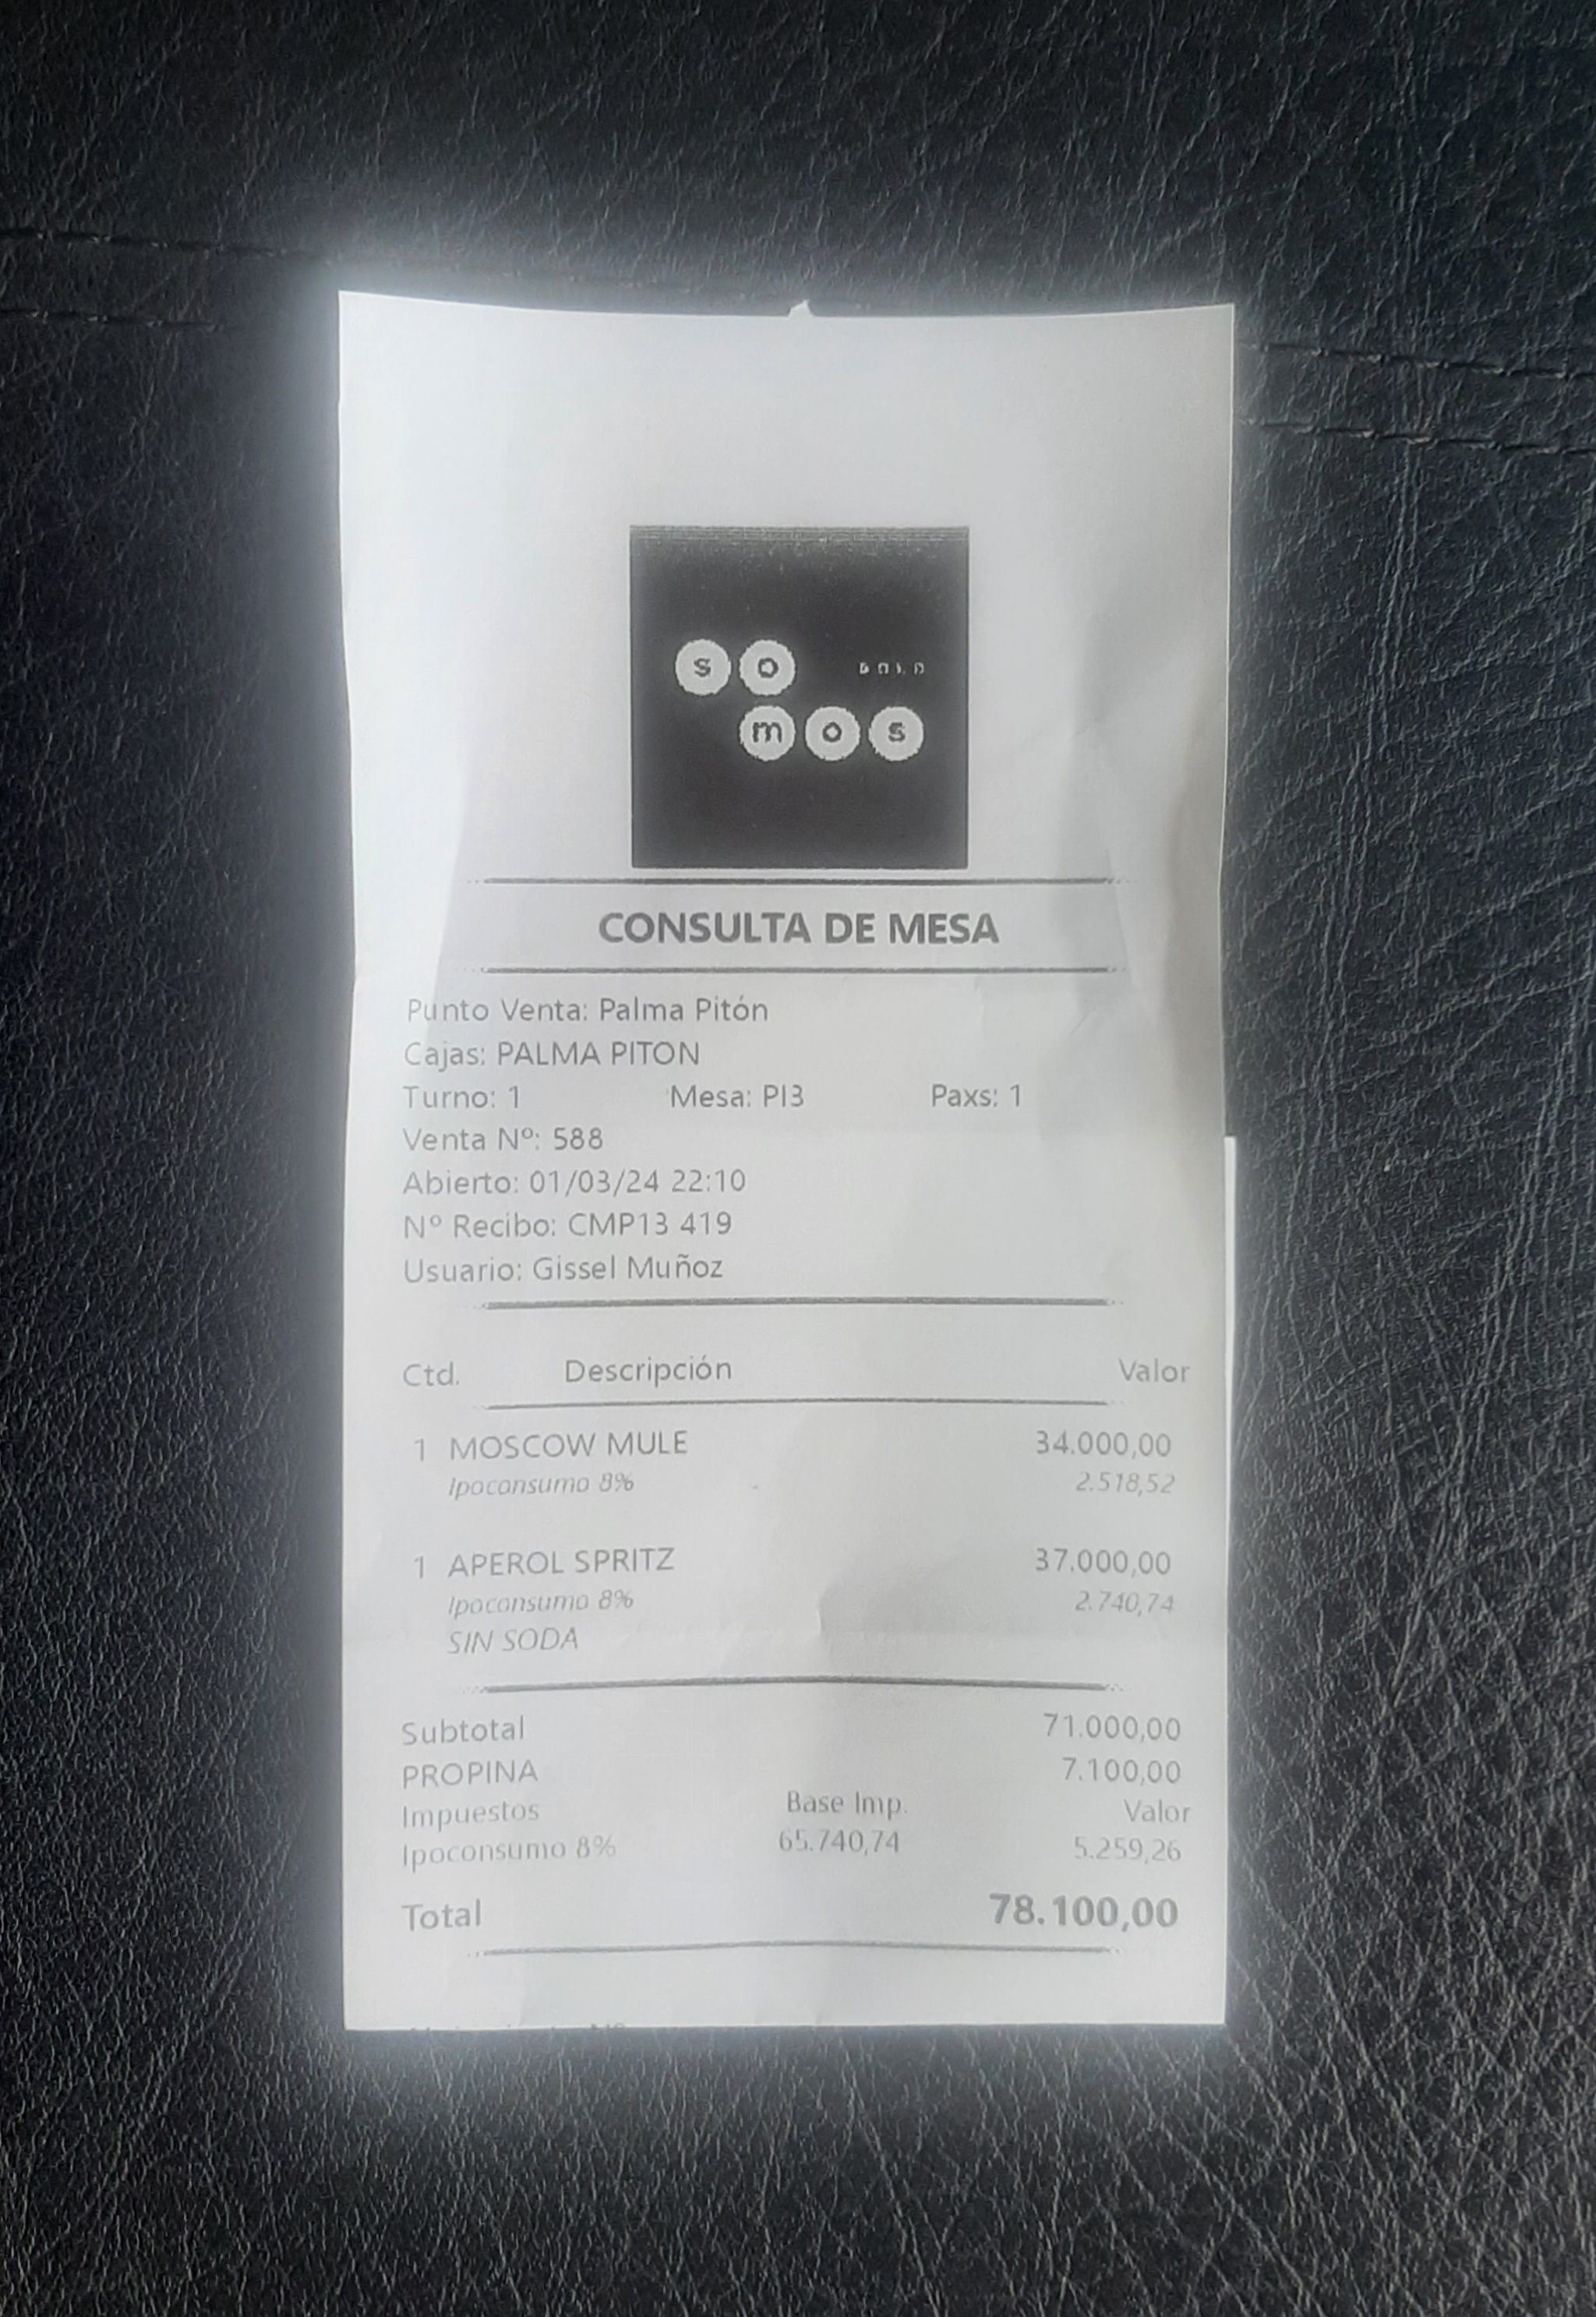 so
mos
CONSULTA DE MESA
Punto Venta: Palma Pitón
Cajas: PALMA PITON
Turno: 1 Mesa: PI3 Paxs: 1
Venta Nº: 588
Abierto: 01/03/24 22:10
Nº Recibo: CMP13 419
Usuario: Gissel Muñoz
Ctd. Descripción Valor
1 MOSCOW MULE 34.000,00
Ipoconsumo 8% 2.518,52
1 APEROL SPRITZ 37.000,00
Ipoconsumo 8% 2.740,74
SIN SODA
Subtotal 71.000,00
PROPINA 7.100,00
Impuestos Base Imp. Valor
Ipoconsumo 8% 65.740,74 5.259,26
Total 78.100,00